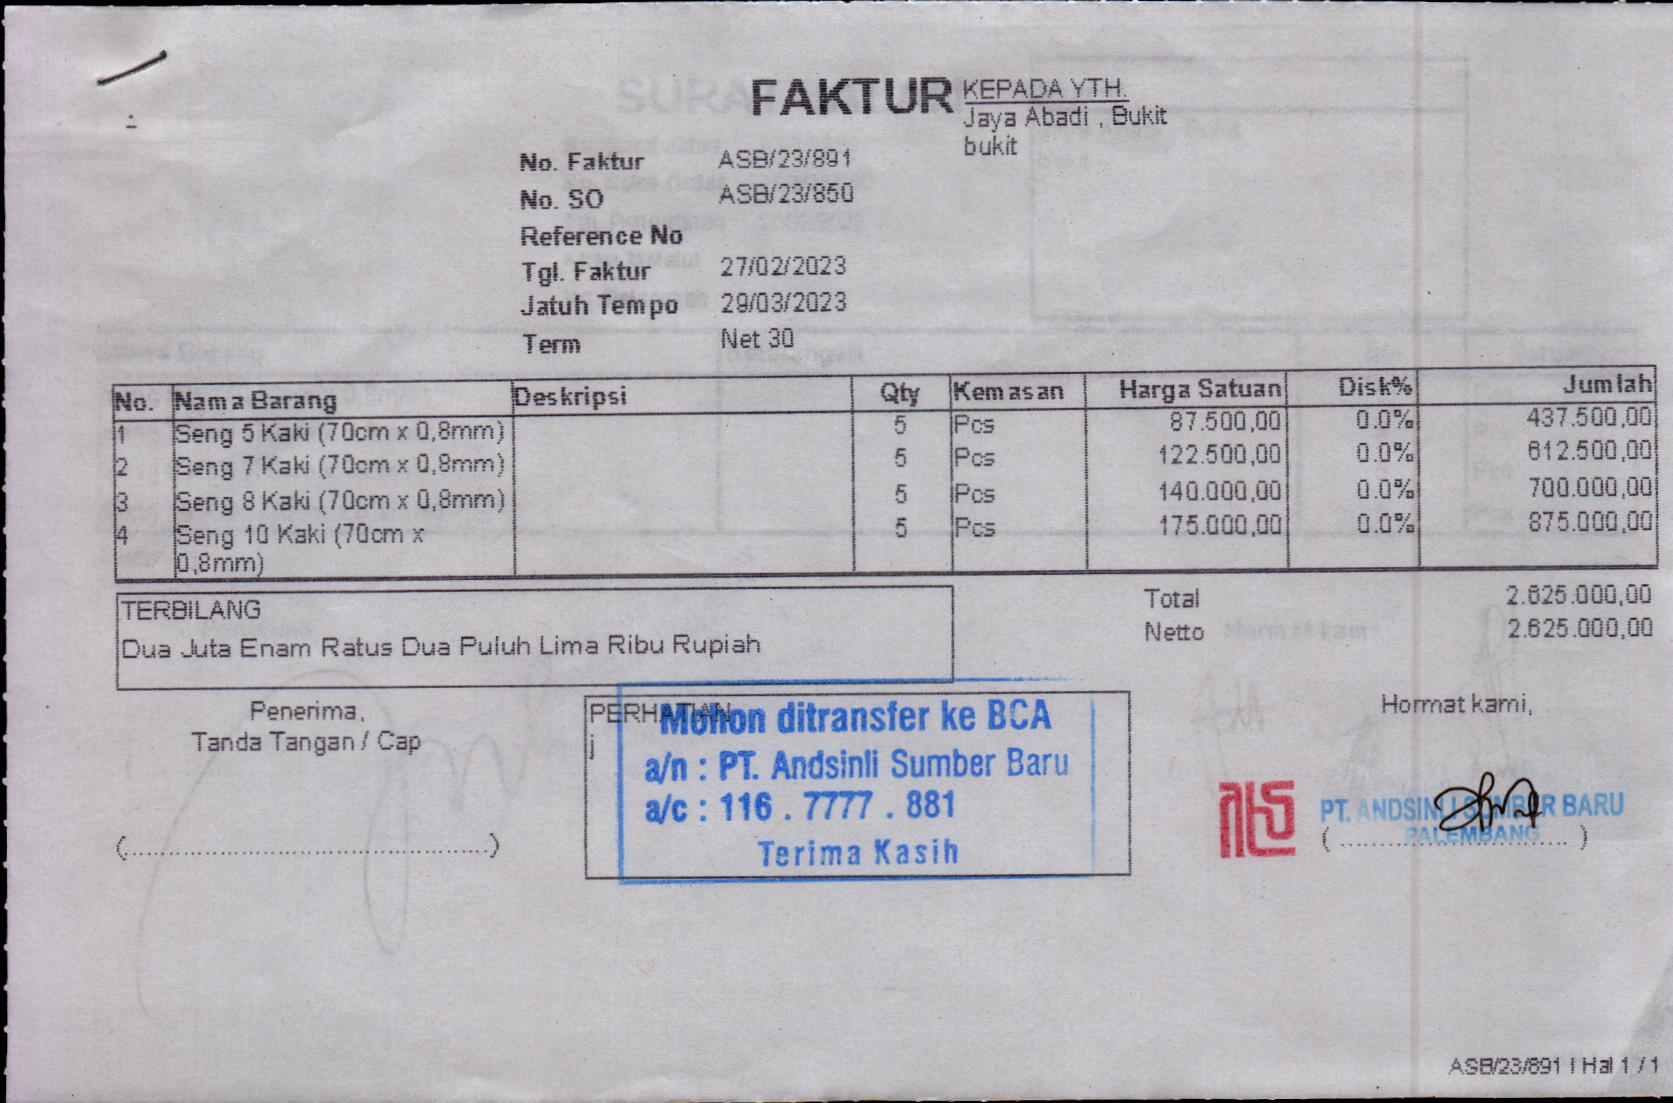 FAKTUR
KEPADA YTH.
Jaya Abadi , Bukit
bukit
No. Faktur ASB/23/891
No. SO ASB/23/850
Reference No
Tgl. Faktur 27/02/2023
Jatuh Tempo 29/03/2023
Term Net 30
No. Nama Barang Deskripsi Qty Kemasan Harga Satuan Disk% Jumlah
1 Seng 5 Kaki (70cm x 0,8mm) 5 Pcs 87.500,00 0.0% 437.500,00
2 Seng 7 Kaki (70cm x 0,8mm) 5 Pcs 122.500,00 0.0% 612.500,00
3 Seng 8 Kaki (70cm x 0,8mm) 5 Pcs 140.000,00 0.0% 700.000,00
4 Seng 10 Kaki (70cm x 5 Pcs 175.000,00 0.0% 875.000,00
0,8mm)
TERBILANG
Dua Juta Enam Ratus Dua Puluh Lima Ribu Rupiah
Total 2.625.000,00
Netto 2.625.000,00
Penerima,
Tanda Tangan / Cap
(................................................)
PERHATIAN
j
Mohon ditransfer ke BCA
a/n : PT. Andsinli Sumber Baru
a/c : 116 . 7777 . 881
Terima Kasih
Hormat kami,
PT. ANDSINLI SUMBER BARU
PALEMBANG
( .............................. )
ASB/23/891 | Hal 1 / 1